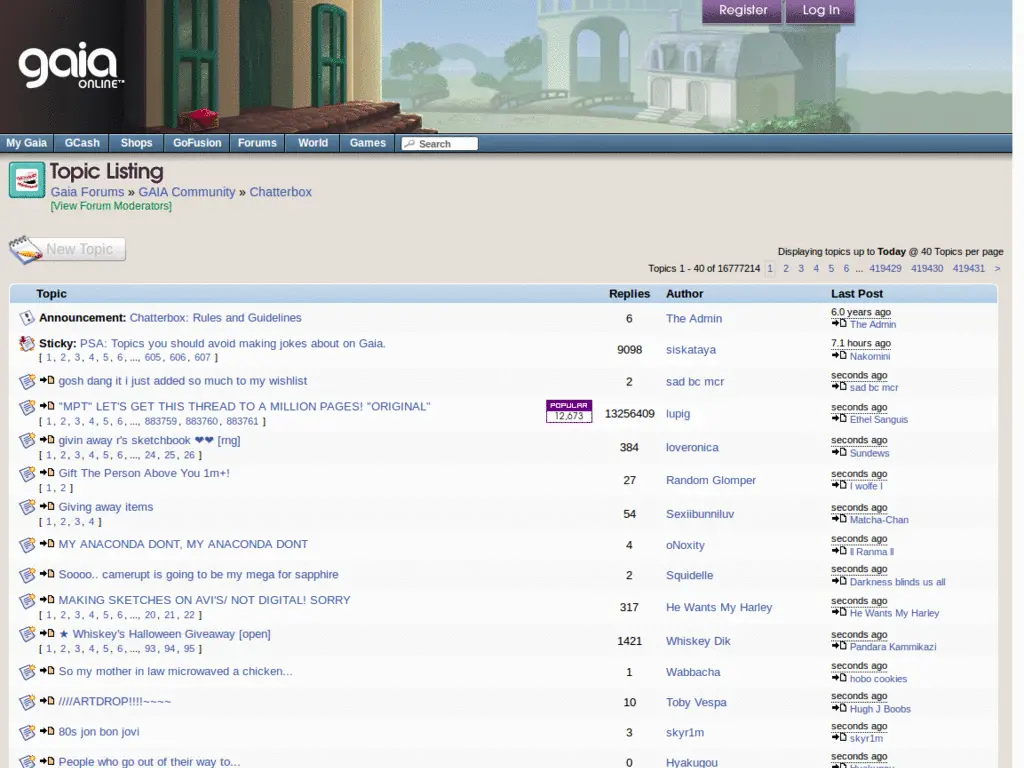 Register Log In
gaia
ONLINE™
My Gaia GCash Shops GoFusion Forums World Games Search
Topic Listing
Gaia Forums » GAIA Community » Chatterbox
[View Forum Moderators]
New Topic
Displaying topics up to Today @ 40 Topics per page
Topics 1 - 40 of 16777214 1 2 3 4 5 6 ... 419429 419430 419431 >
Topic Replies Author Last Post
Announcement: Chatterbox: Rules and Guidelines 6 The Admin 6.0 years ago
The Admin
Sticky: PSA: Topics you should avoid making jokes about on Gaia. 9098 siskataya 7.1 hours ago
[ 1, 2, 3, 4, 5, 6, ..., 605, 606, 607 ] Nakomini
gosh dang it i just added so much to my wishlist 2 sad bc mcr seconds ago
sad bc mcr
"MPT" LET'S GET THIS THREAD TO A MILLION PAGES! "ORIGINAL" POPULAR 13256409 lupig seconds ago
[ 1, 2, 3, 4, 5, 6, ..., 883759, 883760, 883761 ] 12,673 Ethel Sanguis
givin away r's sketchbook ❤❤ [rng] 384 loveronica seconds ago
[ 1, 2, 3, 4, 5, 6, ..., 24, 25, 26 ] Sundews
Gift The Person Above You 1m+! 27 Random Glomper seconds ago
[ 1, 2 ] I wolfe I
Giving away items 54 Sexiibunniluv seconds ago
[ 1, 2, 3, 4 ] Matcha-Chan
MY ANACONDA DONT, MY ANACONDA DONT 4 oNoxity seconds ago
ll Ranma ll
Soooo.. camerupt is going to be my mega for sapphire 2 Squidelle seconds ago
Darkness blinds us all
MAKING SKETCHES ON AVI'S/ NOT DIGITAL! SORRY 317 He Wants My Harley seconds ago
[ 1, 2, 3, 4, 5, 6, ..., 20, 21, 22 ] He Wants My Harley
★ Whiskey's Halloween Giveaway [open] 1421 Whiskey Dik seconds ago
[ 1, 2, 3, 4, 5, 6, ..., 93, 94, 95 ] Pandara Kammikazi
So my mother in law microwaved a chicken... 1 Wabbacha seconds ago
hobo cookies
////ARTDROP!!!!~~~~ 10 Toby Vespa seconds ago
Hugh J Boobs
80s jon bon jovi 3 skyr1m seconds ago
skyr1m
People who go out of their way to... 0 Hyakugou seconds ago